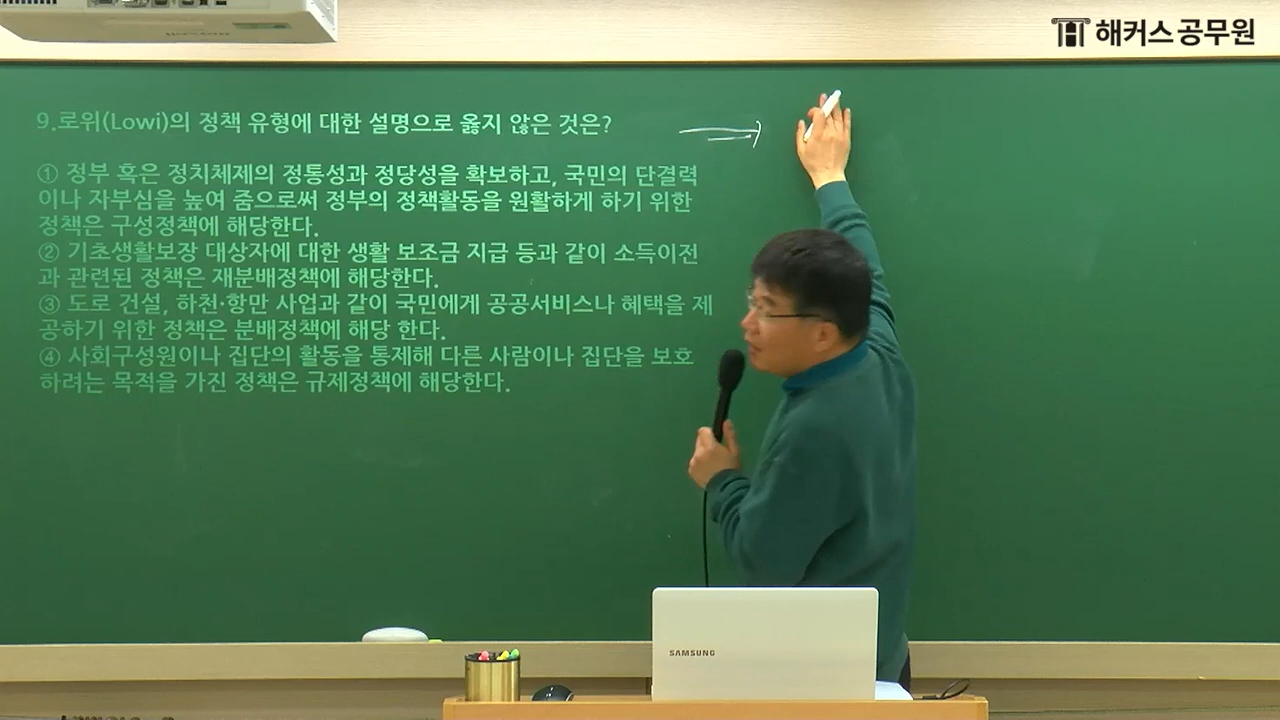 해커스공무원
9.로위(Lowi)의 정책 유형에 대한 설명으로 옳지 않은 것은?
① 정부 혹은 정치체제의 정통성과 정당성을 확보하고, 국민의 단결력
이나 자부심을 높여 줌으로써 정부의 정책활동을 원활하게 하기 위한
정책은 구성정책에 해당한다.
② 기초생활보장 대상자에 대한 생활 보조금 지급 등과 같이 소득이전
과 관련된 정책은 재분배정책에 해당한다.
③ 도로 건설, 하천·항만 사업과 같이 국민에게 공공서비스나 혜택을 제
공하기 위한 정책은 분배정책에 해당 한다.
④ 사회구성원이나 집단의 활동을 통제해 다른 사람이나 집단을 보호
하려는 목적을 가진 정책은 규제정책에 해당한다.
SAMSUNG